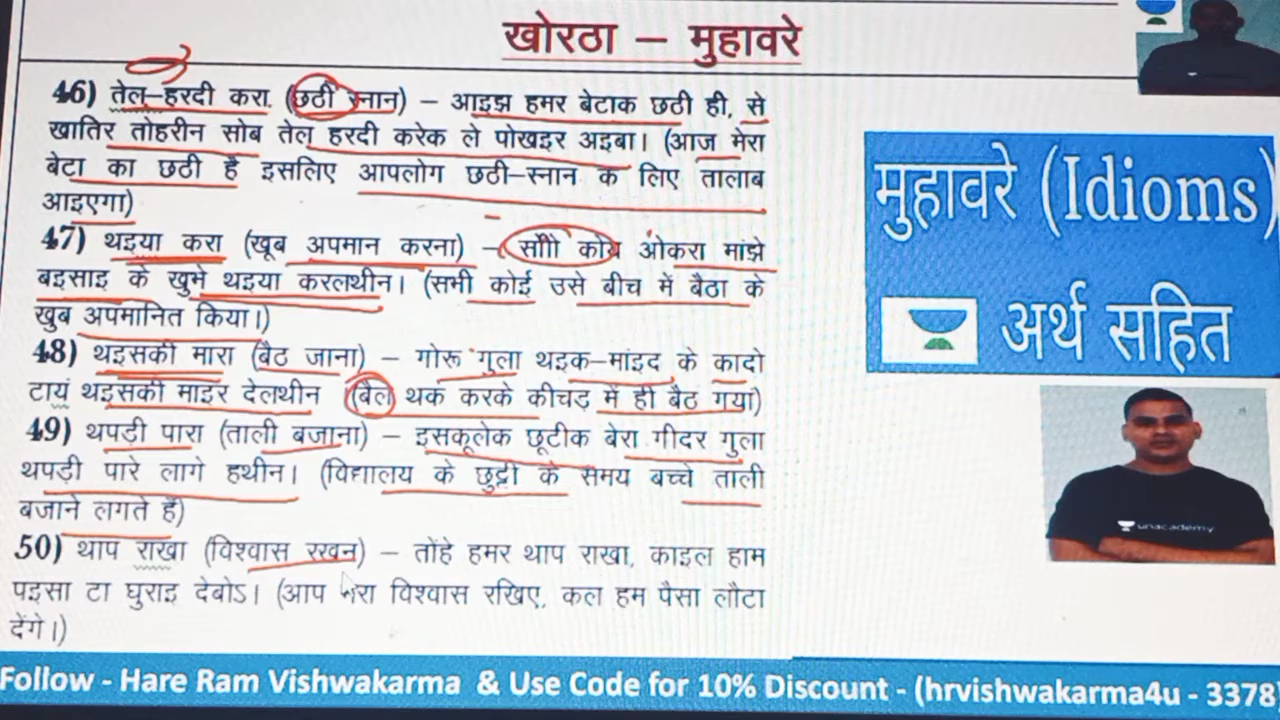 खोरठा – मुहावरे
46) तेल–हरदी करा (छठी स्नान) – आइझ हमर बेटाक छठी ही, से
खातिर तोहरीन सोब तेल हरदी करेक ले पोखइर अइबा। (आज मेरा
बेटा का छठी है इसलिए आपलोग छठी–स्नान के लिए तालाब
आइएगा)
47) थइया करा (खूब अपमान करना) – कोय ओकरा मांझे
बइसाइ के खुभे थइया करलथीन। (सभी कोई उसे बीच में बैठा के
खुब अपमानित किया।)
48) थइसकी मारा (बैठ जाना) – गोरू गुला थइक–मांइद के कादो
टायं थइसकी माइर देलथीन (बैल थक करके कीचड़ में ही बैठ गया)
49) थपड़ी पारा (ताली बजाना) – इसकूलेक छूटीक बेरा गीदर गुला
थपड़ी पारे लागे हथीन। (विद्यालय के छुट्टी के समय बच्चे ताली
बजाने लगते हैं)
50) थाप राखा (विश्वास रखन) – तोंहे हमर थाप राखा, काइल हाम
पइसा टा घुराइ देबोऽ। (आप मेरा विश्वास रखिए, कल हम पैसा लौटा
देंगे।)
मुहावरे (Idioms)
अर्थ सहित
unacademy
Follow - Hare Ram Vishwakarma & Use Code for 10% Discount - (hrvishwakarma4u - 3378)